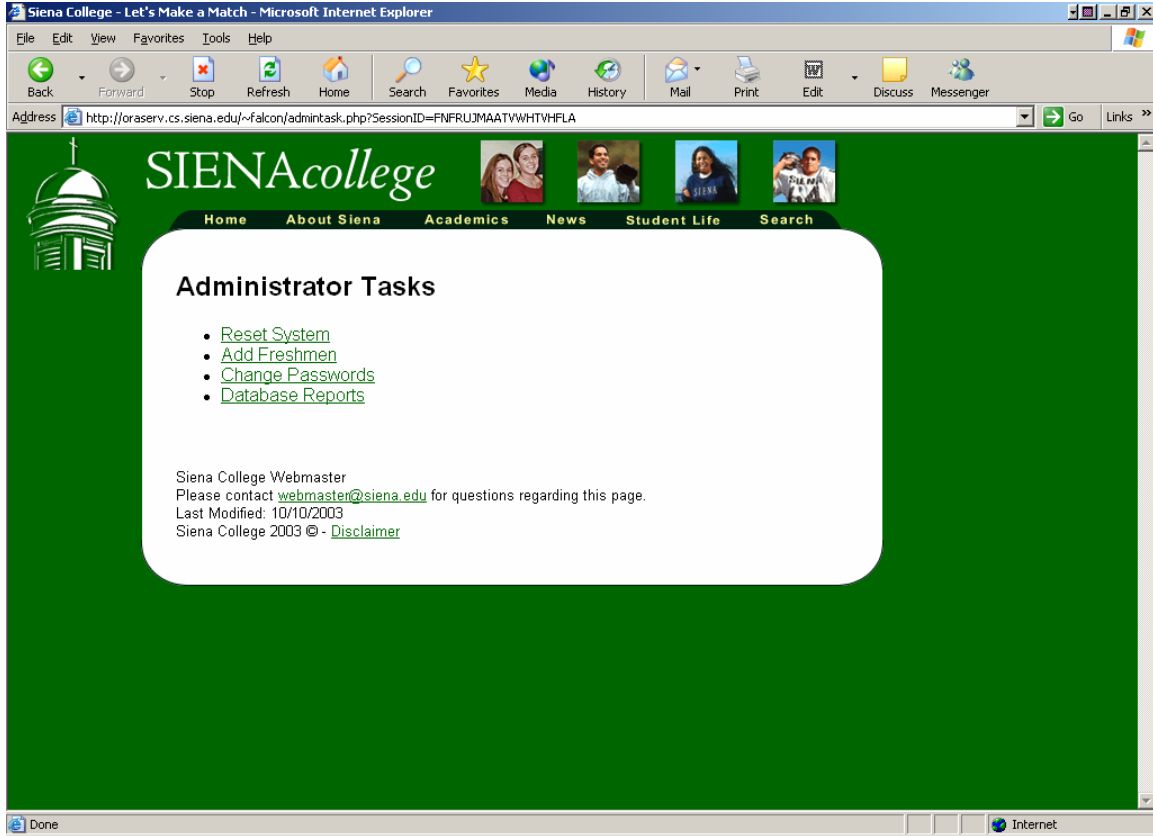 Siena College - Let's Make a Match - Microsoft Internet Explorer
File Edit View Favorites Tools Help
Back Forward Stop Refresh Home Search Favorites Media History Mail Print Edit Discuss Messenger
Address http://oraserv.cs.siena.edu/~falcon/admintask.php?SessionID=FNFRUJMAATVWHTVHFLA Go Links »
SIENAcollege
Home About Siena Academics News Student Life Search
Administrator Tasks
• Reset System
• Add Freshmen
• Change Passwords
• Database Reports
Siena College Webmaster
Please contact webmaster@siena.edu for questions regarding this page.
Last Modified: 10/10/2003
Siena College 2003 © - Disclaimer
Done Internet